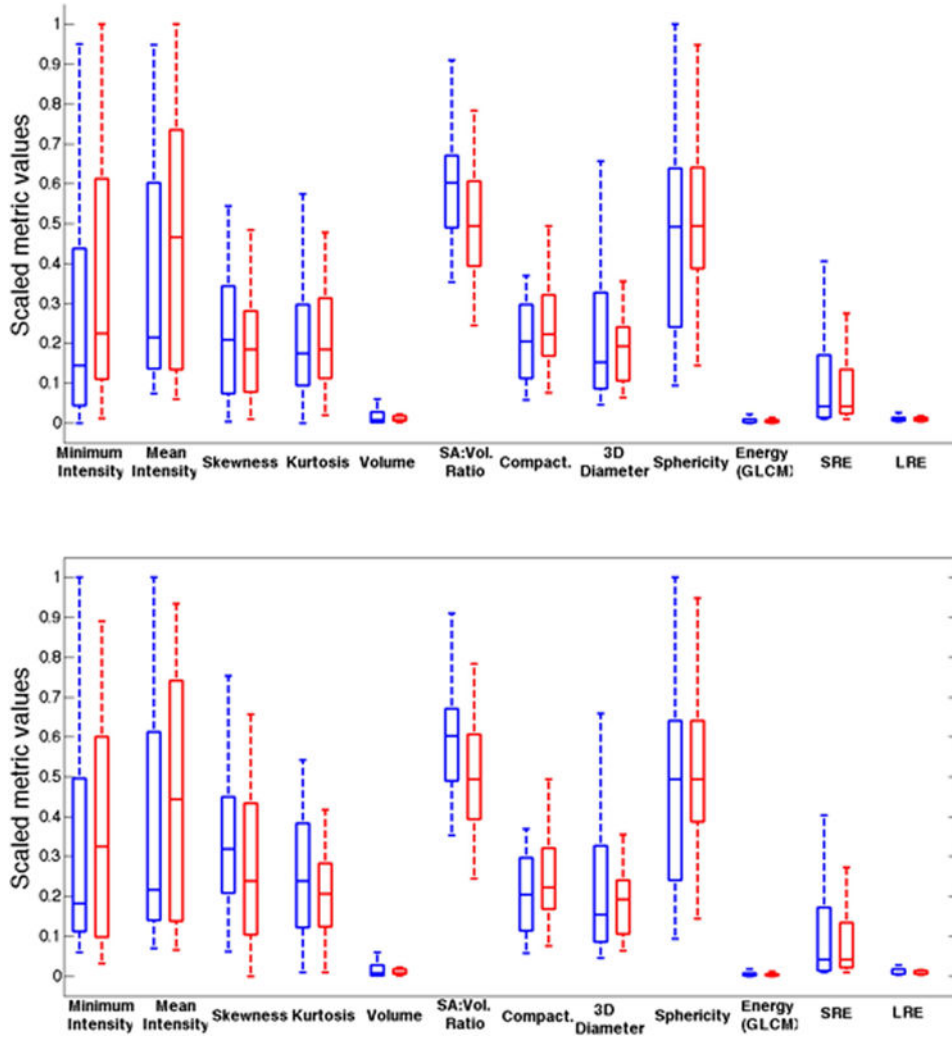 Scaled metric values
1
0.9
0.8
0.7
0.6
0.5
0.4
0.3
0.2
0.1
0
Minimum Intensity
Mean Intensity
Skewness
Kurtosis
Volume
SA:Vol. Ratio
Compact.
3D Diameter
Sphericity
Energy (GLCM)
SRE
LRE
Scaled metric values
1
0.9
0.8
0.7
0.6
0.5
0.4
0.3
0.2
0.1
0
Minimum Intensity
Mean Intensity
Skewness
Kurtosis
Volume
SA:Vol. Ratio
Compact.
3D Diameter
Sphericity
Energy (GLCM)
SRE
LRE